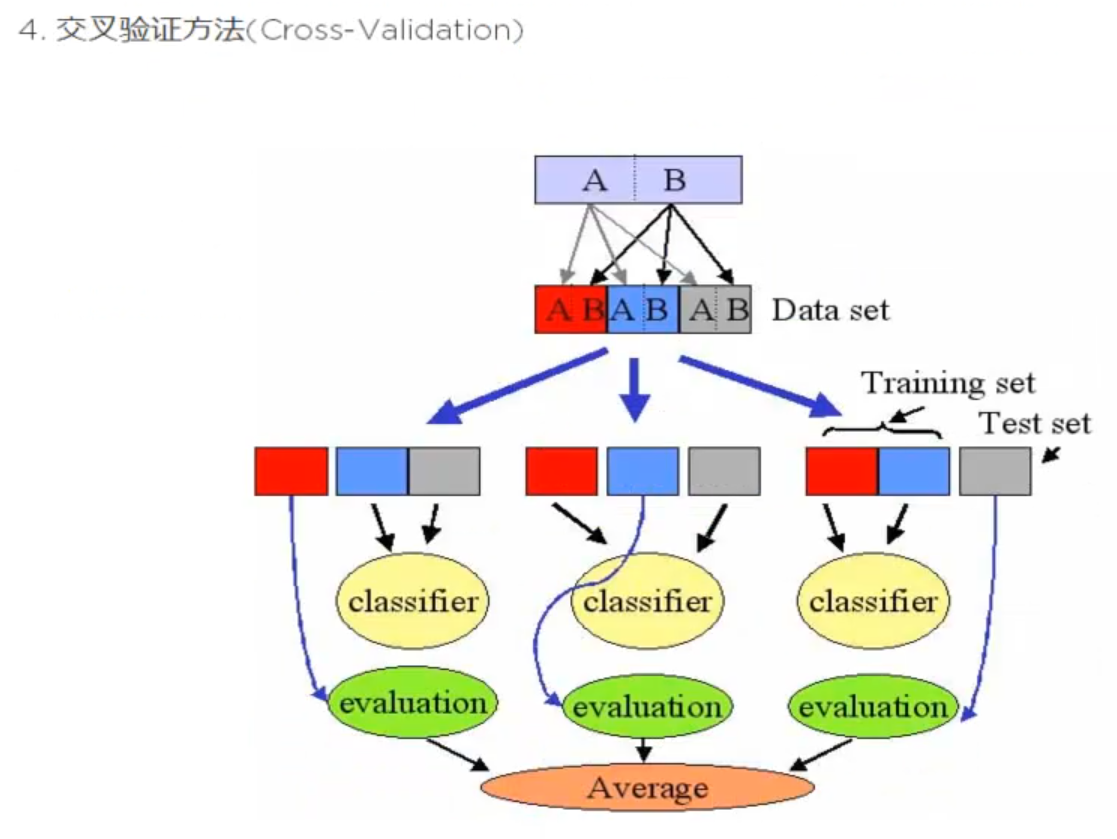 4. 交叉验证方法(Cross-Validation)
A B
A B A B A B Data set
Training set
Test set
classifier classifier classifier
evaluation evaluation evaluation
Average